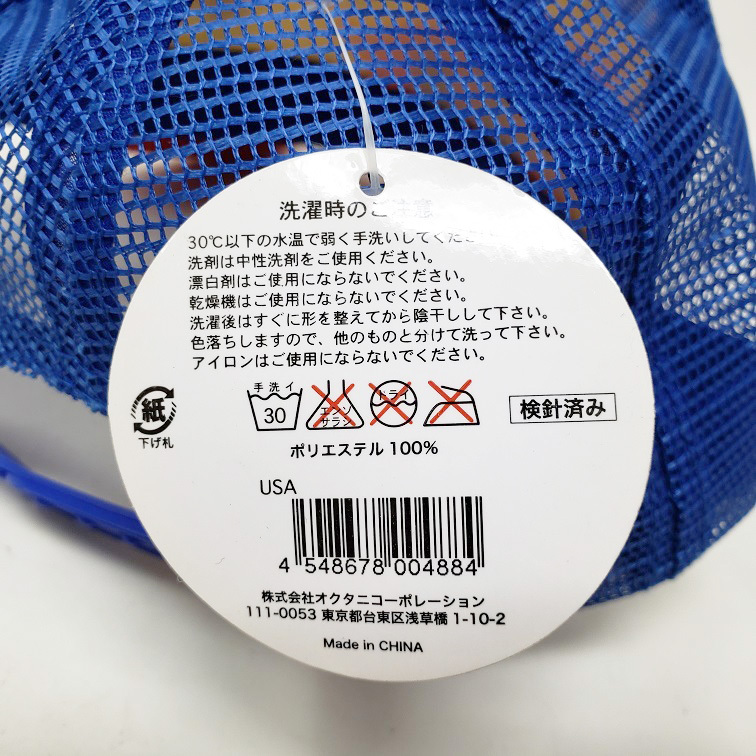 洗濯時のご注意
30℃以下の水温で弱く手洗いしてくださ
洗剤は中性洗剤をご使用ください。
漂白剤はご使用にならないでください。
乾燥機はご使用にならないでください。
洗濯後はすぐに形を整えてから陰干しして下さい。
色落ちしますので、他のものと分けて洗って下さい。
アイロンはご使用にならないでください。
手洗イ
30
エンソ
サラシ
ドライ
検針済み
紙
下げ札
ポリエステル 100%
USA
4 548678 004884
株式会社オクタニコーポレーション
111-0053 東京都台東区浅草橋 1-10-2
Made in CHINA